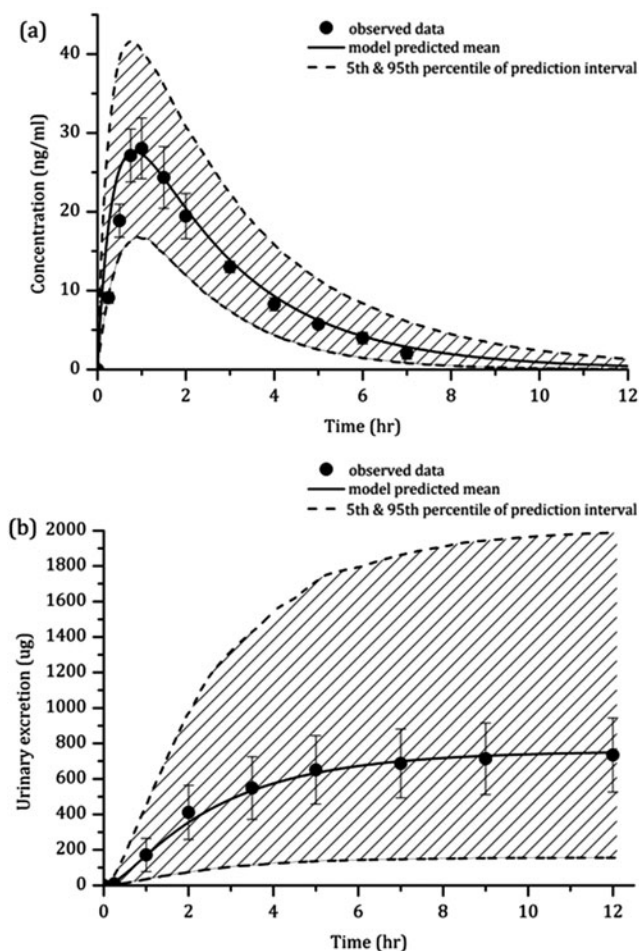 (a)
observed data
model predicted mean
5th & 95th percentile of prediction interval
50
40
30
20
10
0
Concentration (ng/ml)
0 2 4 6 8 10 12
Time (hr)
observed data
model predicted mean
5th & 95th percentile of prediction interval
(b)
2000
1800
1600
1400
1200
1000
800
600
400
200
0
Urinary excretion (ug)
0 2 4 6 8 10 12
Time (hr)